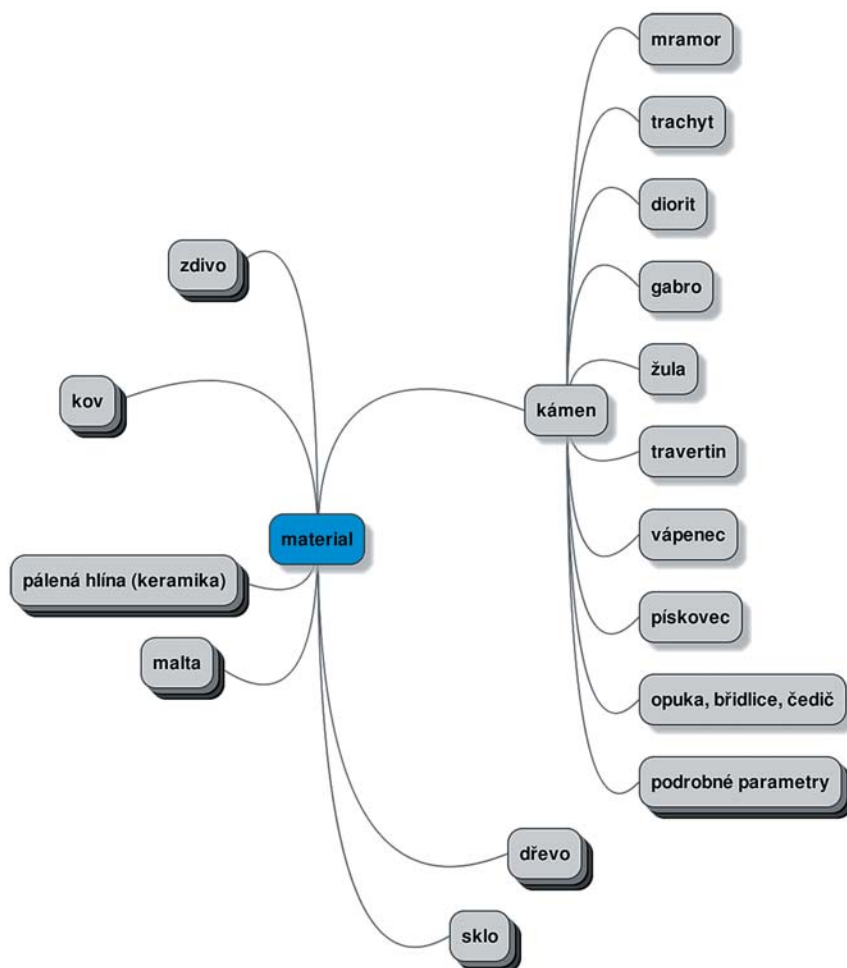 mramor
trachyt
diorit
zdivo
gabro
žula
kov
kámen
travertin
material
vápenec
pálená hlína (keramika)
pískovec
malta
opuka, břidlice, čedič
podrobné parametry
dřevo
sklo